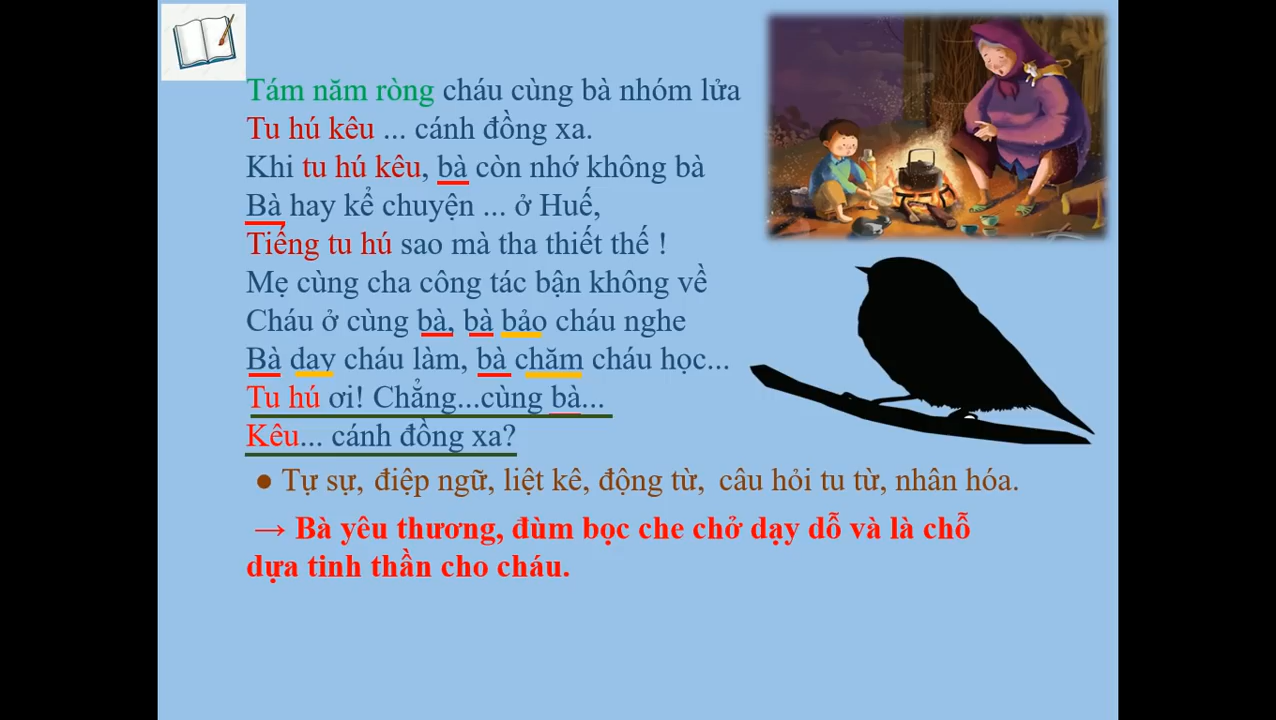 Tám năm ròng cháu cùng bà nhóm lửa
Tu hú kêu ... cánh đồng xa.
Khi tu hú kêu, bà còn nhớ không bà
Bà hay kể chuyện ... ở Huế,
Tiếng tu hú sao mà tha thiết thế !
Mẹ cùng cha công tác bận không về
Cháu ở cùng bà, bà bảo cháu nghe
Bà dạy cháu làm, bà chăm cháu học...
Tu hú ơi! Chẳng...cùng bà...
Kêu... cánh đồng xa?
● Tự sự, điệp ngữ, liệt kê, động từ, câu hỏi tu từ, nhân hóa.
→ Bà yêu thương, đùm bọc che chở dạy dỗ và là chỗ
dựa tinh thần cho cháu.